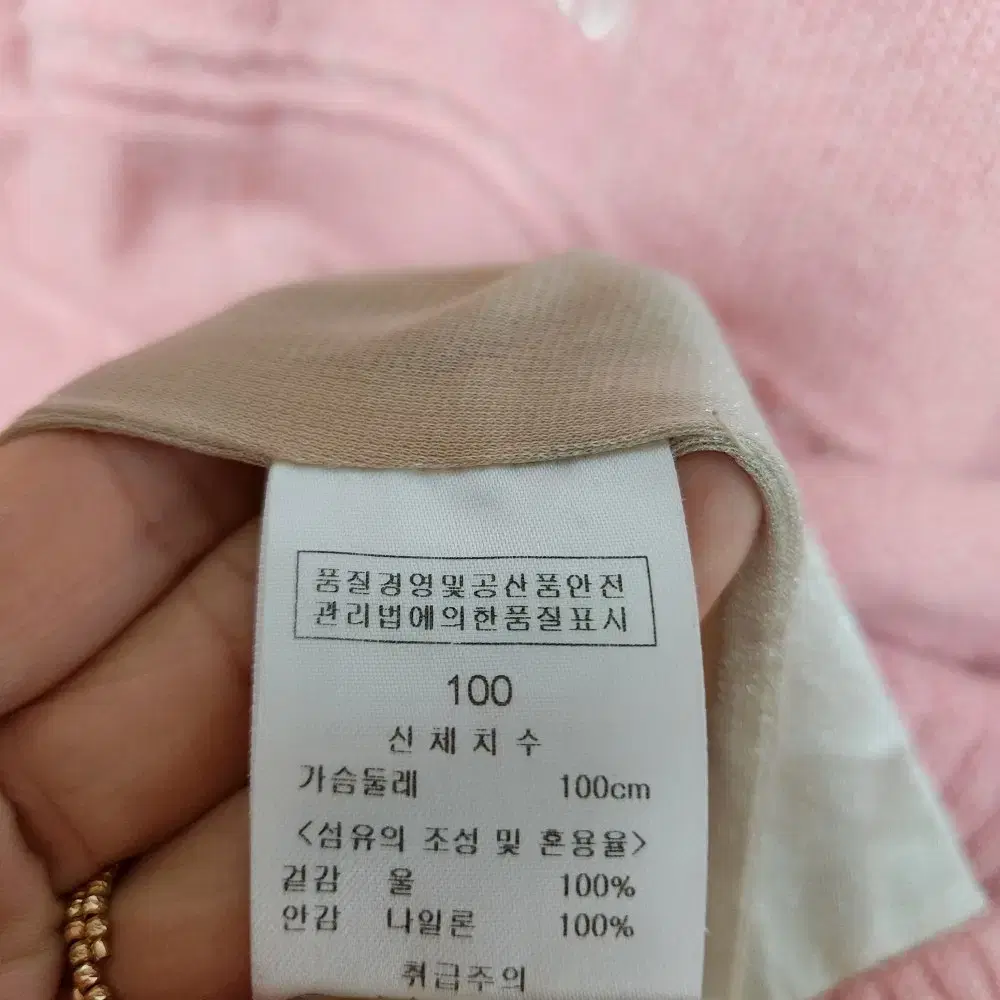 품질경영및공산품안전
관리법에의한품질표시
100
신체치수
가슴둘레 100cm
<섬유의 조성 및 혼용율>
겉감 울 100%
안감 나일론 100%
취급주의